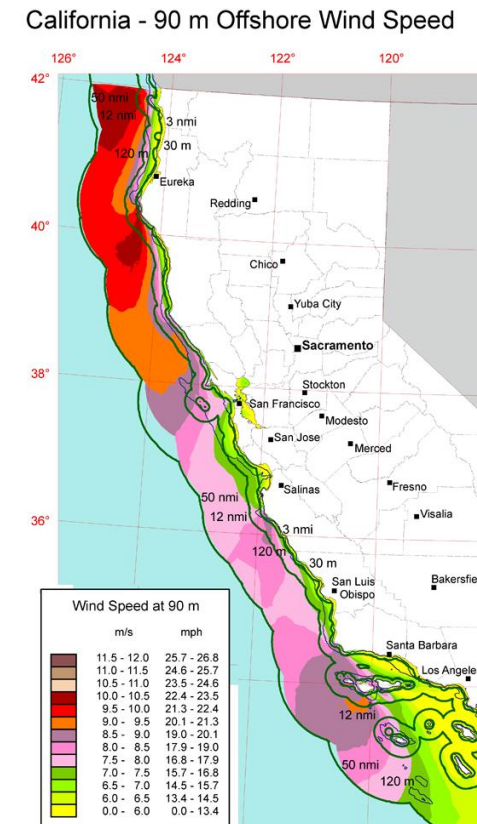 California - 90 m Offshore Wind Speed
126° 124° 122° 120°
42°
50 nmi
12 nmi
3 nmi
30 m
120 m
Eureka
Redding
40°
Chico
Yuba City
Sacramento
38°
Stockton
San Francisco
Modesto
San Jose
Merced
Salinas
Fresno
50 nmi
12 nmi
Visalia
36°
3 nmi
120 m
30 m
San Luis
Obispo
Bakersfie
Santa Barbara
Los Angele
12 nmi
50 nmi
120 m
Wind Speed at 90 m
m/s mph
11.5 - 12.0 25.7 - 26.8
11.0 - 11.5 24.6 - 25.7
10.5 - 11.0 23.5 - 24.6
10.0 - 10.5 22.4 - 23.5
9.5 - 10.0 21.3 - 22.4
9.0 - 9.5 20.1 - 21.3
8.5 - 9.0 19.0 - 20.1
8.0 - 8.5 17.9 - 19.0
7.5 - 8.0 16.8 - 17.9
7.0 - 7.5 15.7 - 16.8
6.5 - 7.0 14.5 - 15.7
6.0 - 6.5 13.4 - 14.5
0.0 - 6.0 0.0 - 13.4